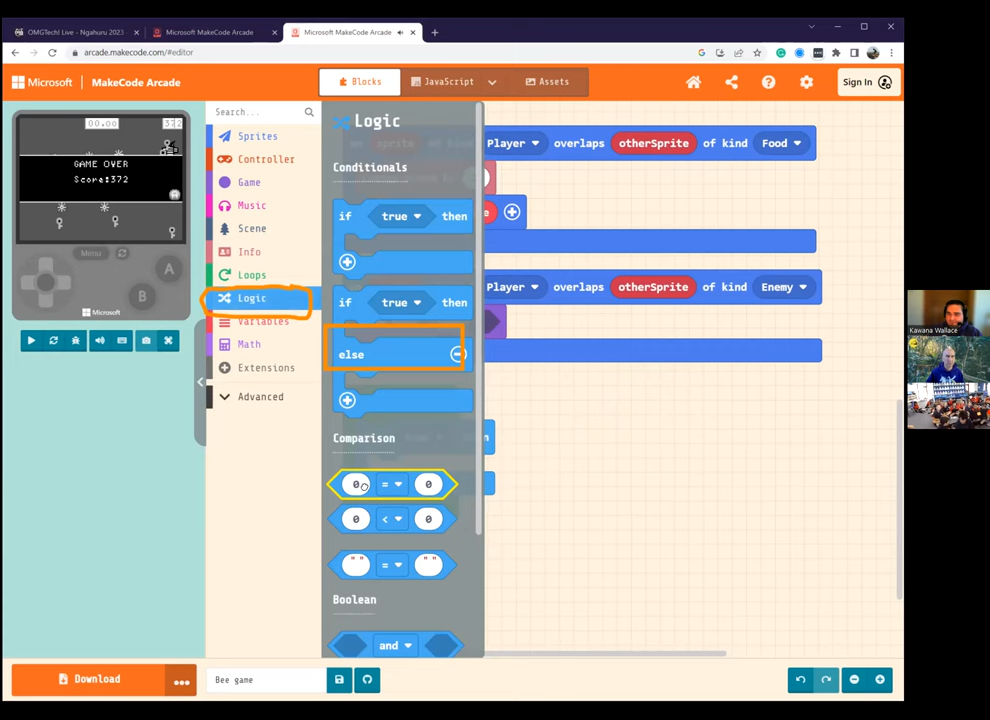 OMGTech! Live - Ngahuru 2023
Microsoft MakeCode Arcade
Microsoft MakeCode Arcade
arcade.makecode.com/#editor
Microsoft
MakeCode Arcade
Blocks
JavaScript
Assets
Sign In
00.00
372
GAME OVER
Score:372
Menu
A
B
Microsoft
Search...
Sprites
Controller
Game
Music
Scene
Info
Loops
Logic
Variables
Math
Extensions
Advanced
Logic
Conditionals
if true then
if true then
else
Comparison
0 = 0
0 < 0
" " = " "
Boolean
and
Player overlaps otherSprite of kind Food
Player overlaps otherSprite of kind Enemy
Kawana Wallace
Download
Bee game